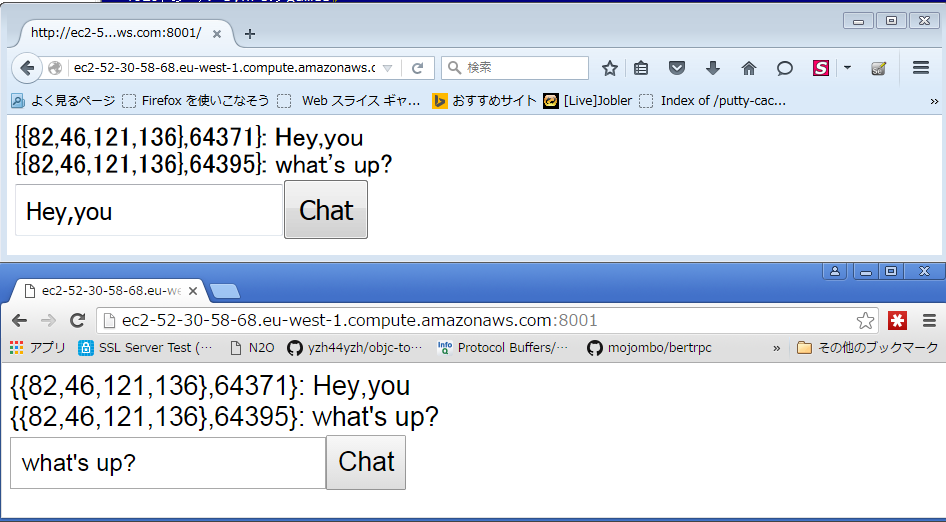 http://ec2-5...ws.com:8001/
ec2-52-30-58-68.eu-west-1.compute.amazonaws.c
検索
よく見るページ Firefox を使いこなそう Web スライス ギャ... おすすめサイト [Live]Jobler Index of /putty-cac... »
{{82,46,121,136},64371}: Hey,you
{{82,46,121,136},64395}: what's up?
Hey,you Chat
ec2-52-30-58-68.eu-we
ec2-52-30-58-68.eu-west-1.compute.amazonaws.com:8001
アプリ SSL Server Test (⋯ N2O yzh44yzh/objc-to⋯ Protocol Buffers/⋯ mojombo/bertrpc » その他のブックマーク
{{82,46,121,136},64371}: Hey,you
{{82,46,121,136},64395}: what's up?
what's up? Chat